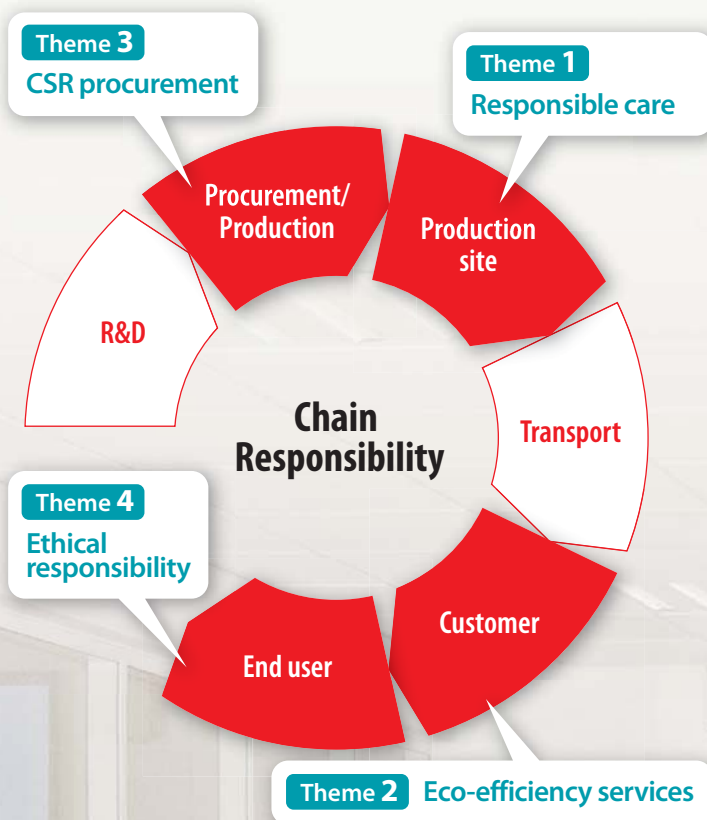 Theme 3
CSR procurement
Theme 1
Responsible care
Procurement/
Production
Production
site
R&D
Transport
Chain
Responsibility
Theme 4
Ethical
responsibility
Customer
End user
Theme 2 Eco-efficiency services